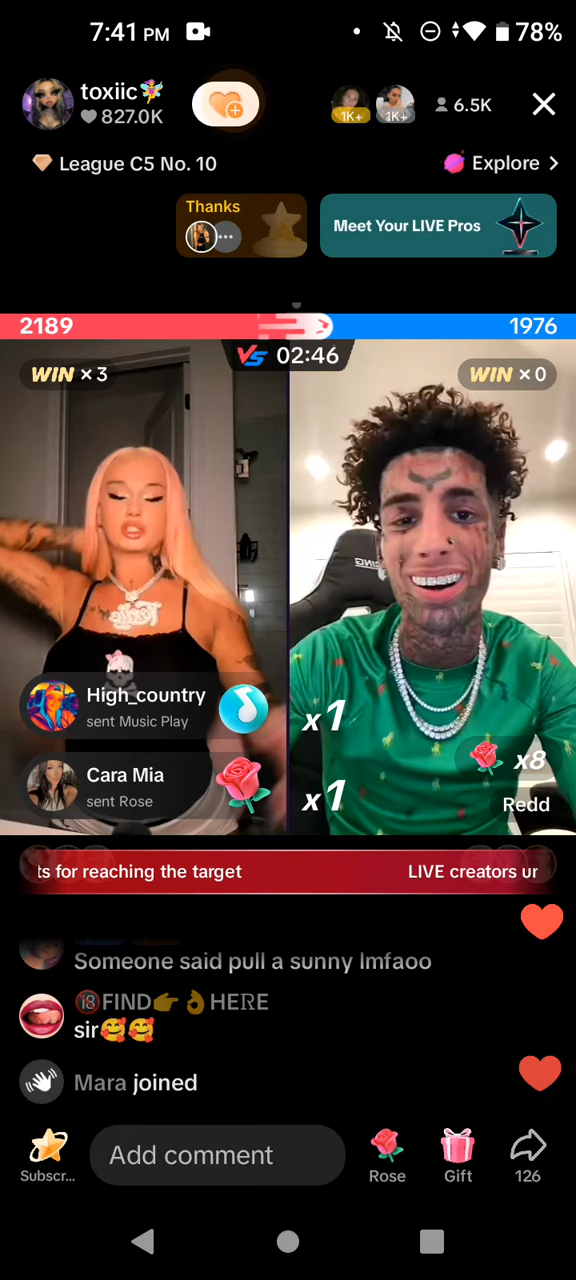 7:41 PM
78%
toxiic🧚
827.0K
1K+
1K+
6.5K
League C5 No. 10
Explore
Thanks
Meet Your LIVE Pros
2189
1976
VS 02:46
WIN × 3
WIN × 0
High_country
sent Music Play
x1
x8
Cara Mia
sent Rose
x1
Redd
ts for reaching the target
LIVE creators ur
Someone said pull a sunny lmfaoo
🔞FIND👉👌HERE
sir🥰🥰
Mara joined
Subscr...
Add comment
Rose
Gift
126